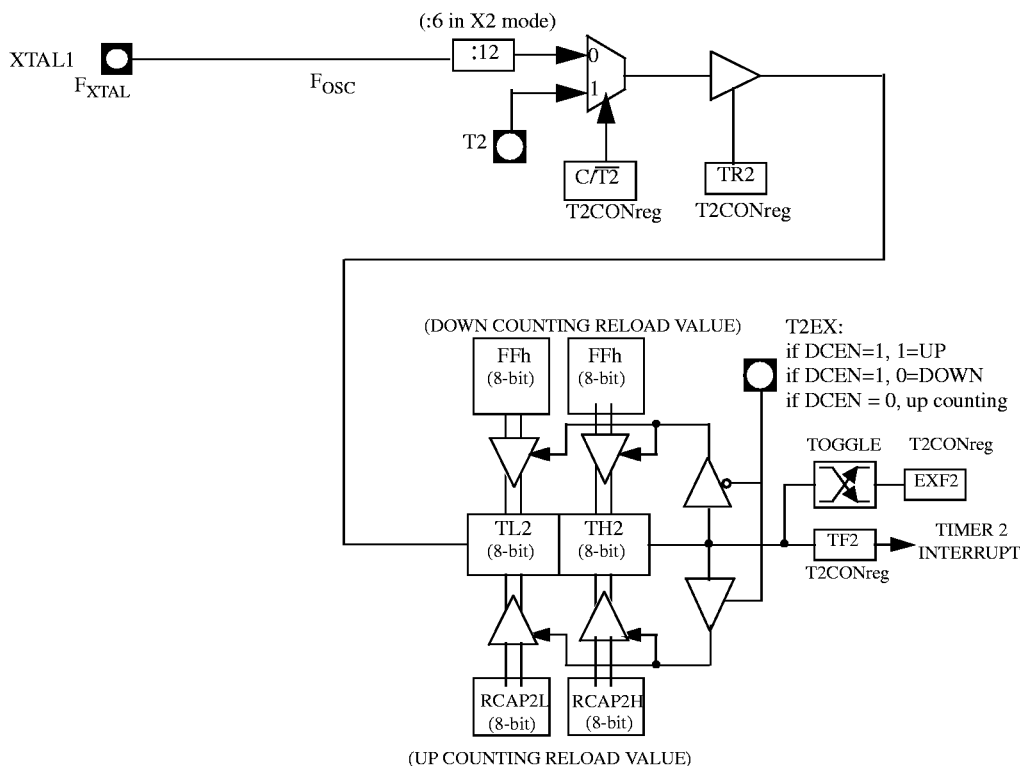 (:6 in X2 mode)
XTAL1
:12
0
FXTAL
FOSC
1
T2
C/T2
TR2
T2CONreg
T2CONreg
(DOWN COUNTING RELOAD VALUE)
T2EX:
if DCEN=1, 1=UP
if DCEN=1, 0=DOWN
if DCEN = 0, up counting
FFh
(8-bit)
FFh
(8-bit)
TOGGLE
T2CONreg
EXF2
TL2
(8-bit)
TH2
(8-bit)
TF2
T2CONreg
TIMER 2
INTERRUPT
RCAP2L
(8-bit)
RCAP2H
(8-bit)
(UP COUNTING RELOAD VALUE)